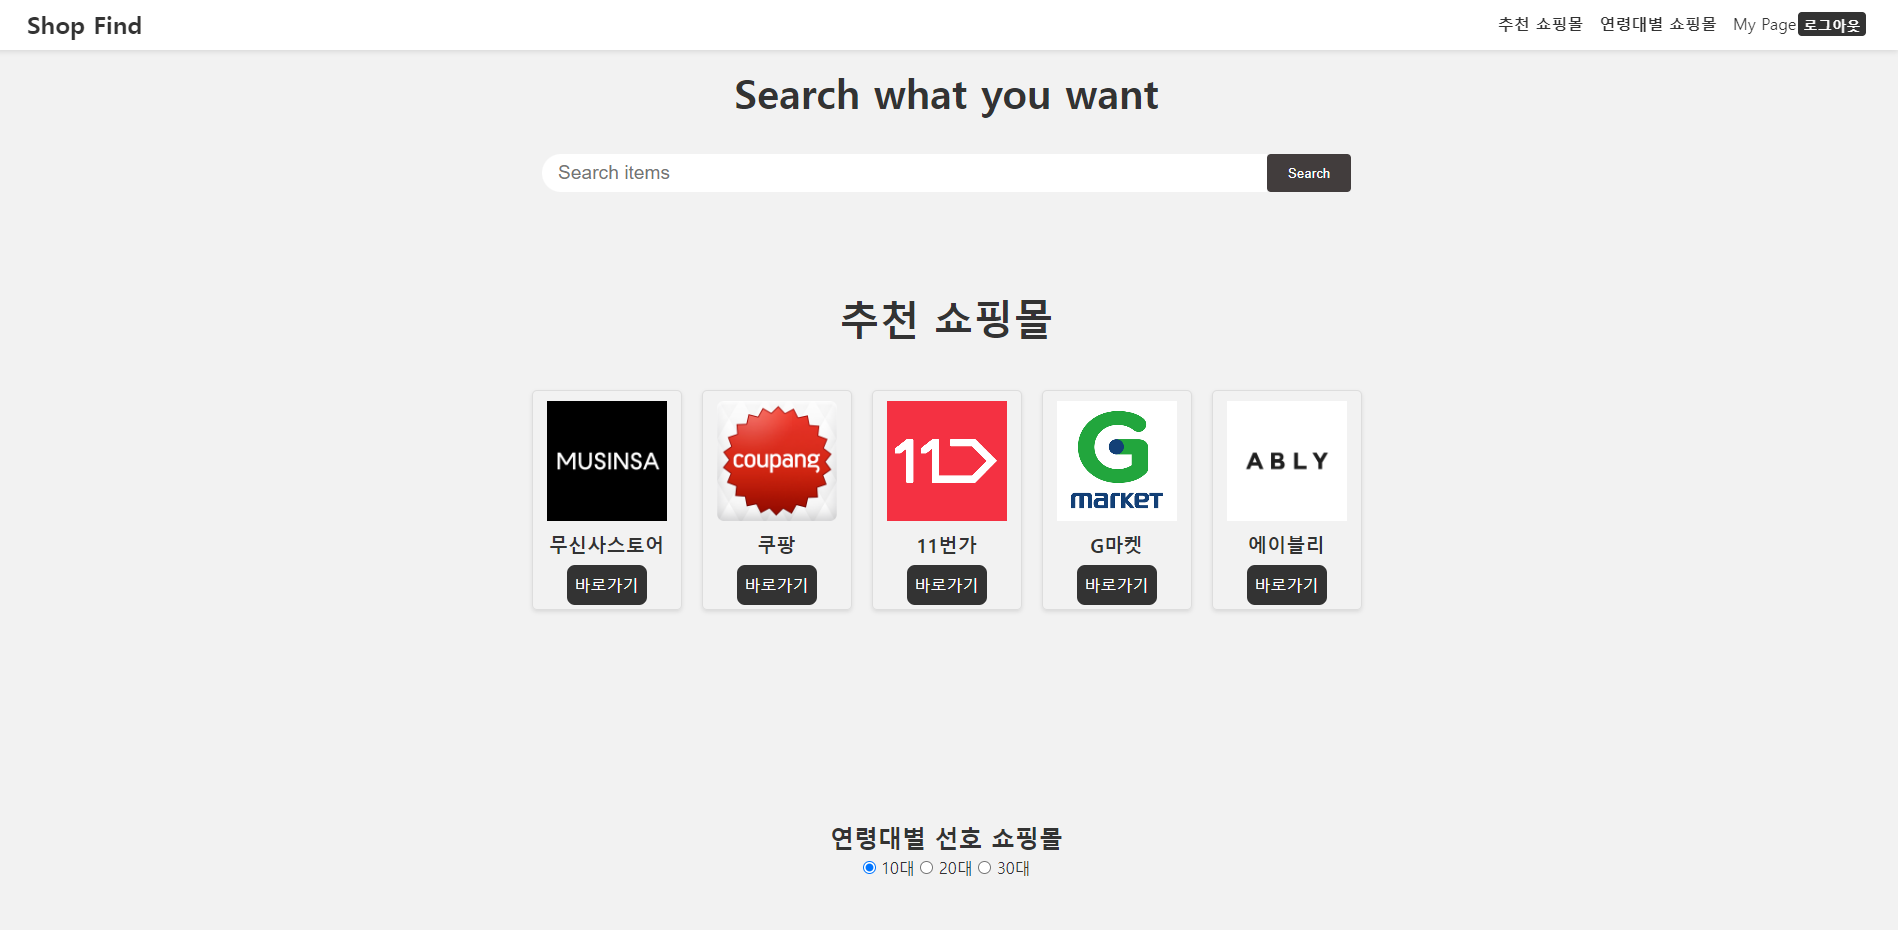 Shop Find
추천 쇼핑몰 연령대별 쇼핑몰 My Page 로그아웃
Search what you want
Search items
Search
추천 쇼핑몰
MUSINSA
coupang
11
G
market
ABLY
무신사스토어
쿠팡
11번가
G마켓
에이블리
바로가기
바로가기
바로가기
바로가기
바로가기
연령대별 선호 쇼핑몰
10대 20대 30대